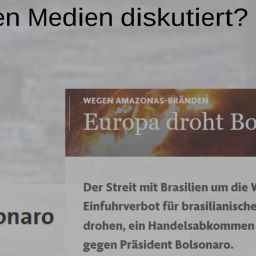 en Medien diskutiert?
WEGEN AMAZONAS-BRÄNDEN
Europa droht Bo
Der Streit mit Brasilien um die W
Einfuhrverbot für brasilianische
drohen, ein Handelsabkommen
gegen Präsident Bolsonaro.
onaro